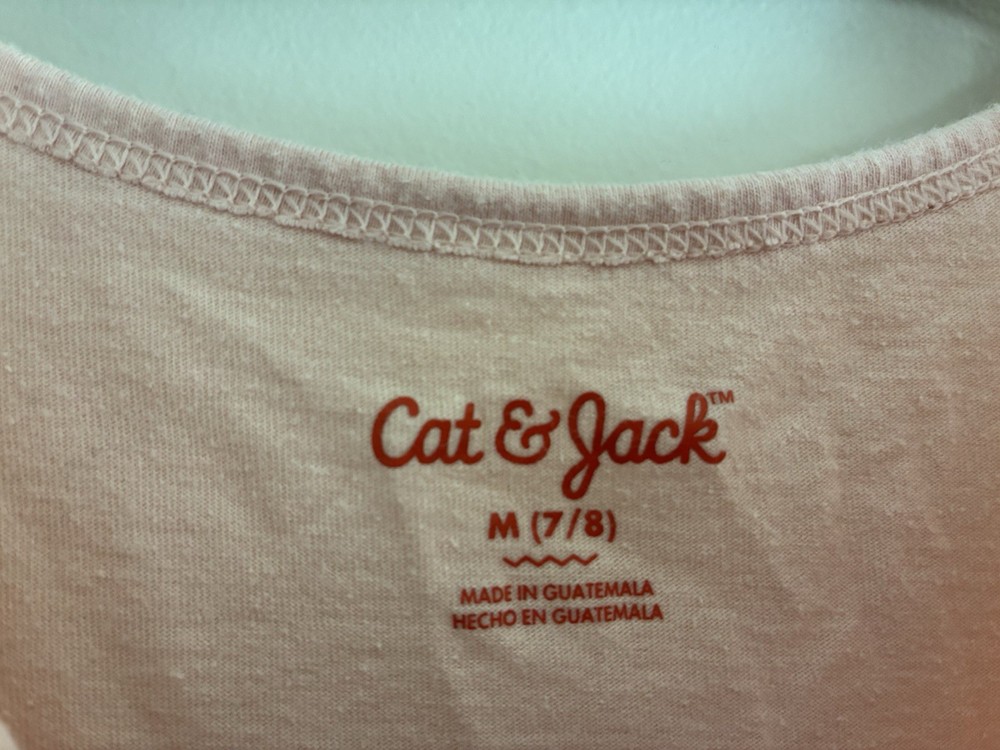 Cat & Jack™
M (7/8)
MADE IN GUATEMALA
HECHO EN GUATEMALA